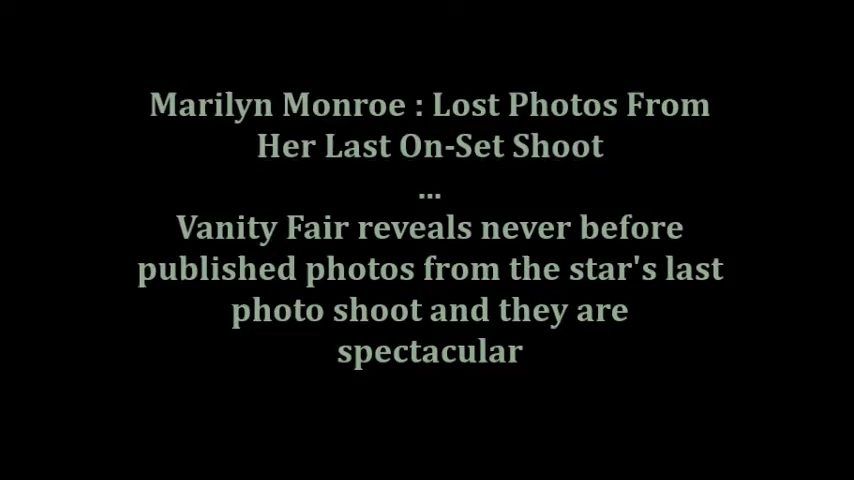 Marilyn Monroe : Lost Photos From
Her Last On-Set Shoot
...
Vanity Fair reveals never before
published photos from the star's last
photo shoot and they are
spectacular